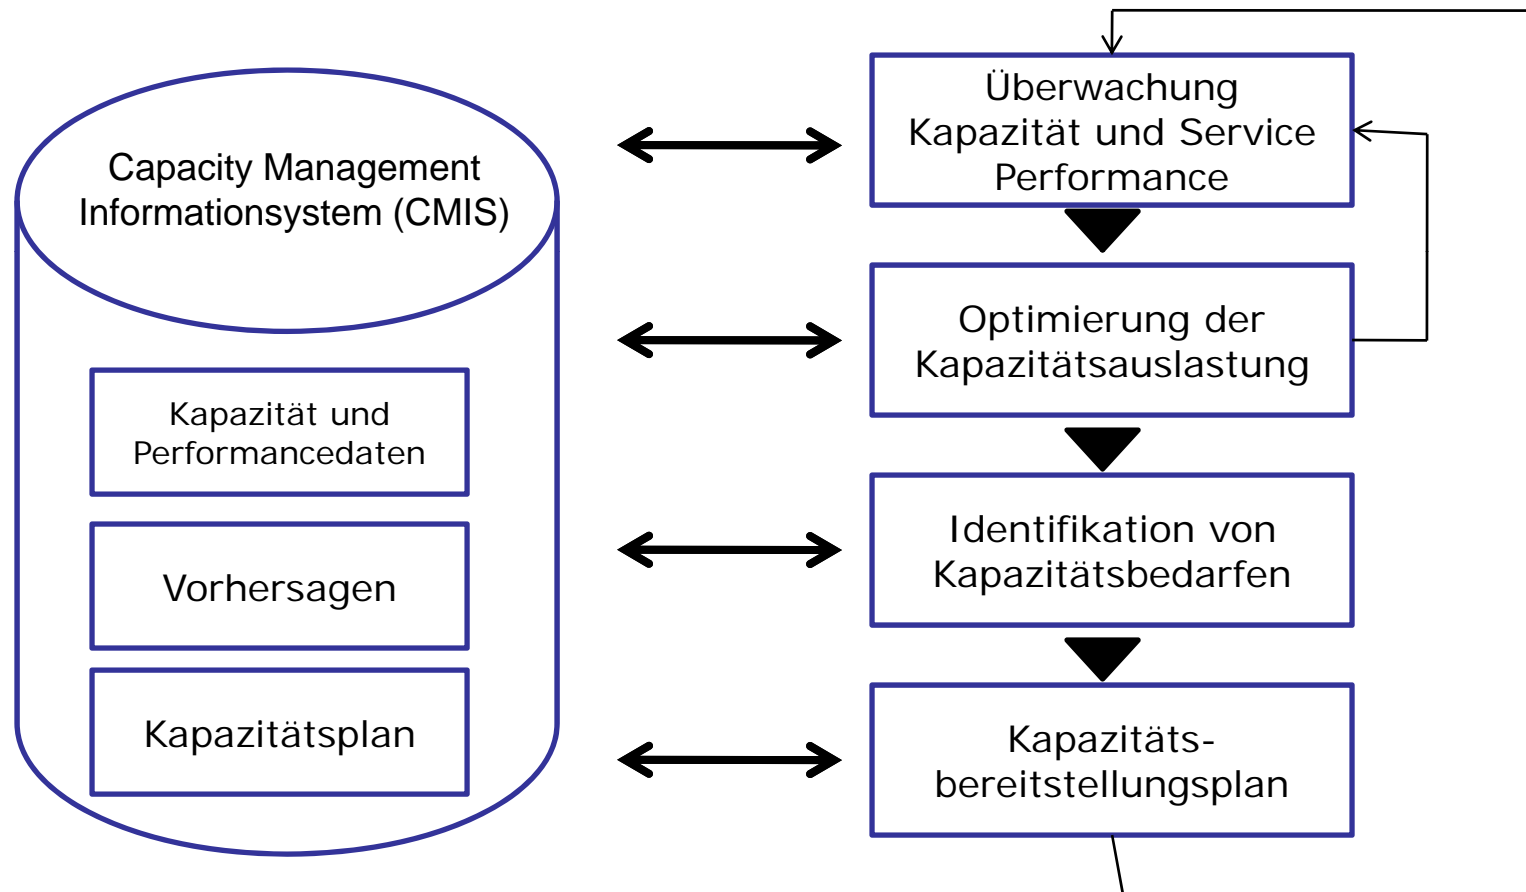 Capacity Management
Informationsystem (CMIS)
Kapazität und
Performancedaten
Vorhersagen
Kapazitätsplan
Überwachung
Kapazität und Service
Performance
Optimierung der
Kapazitätsauslastung
Identifikation von
Kapazitätsbedarfen
Kapazitäts-
bereitstellungsplan